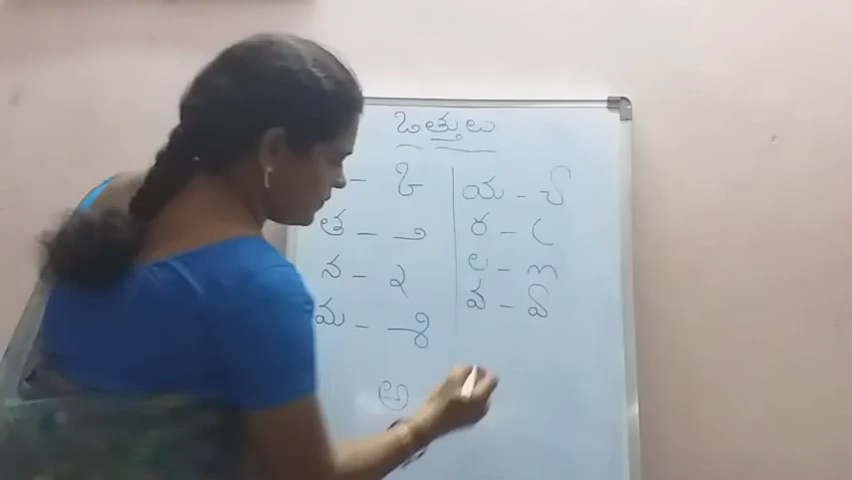 ఒత్తులు
త - ్త
న - ్న
మ - ్మ
అ
య - ్య
ర - ్ర
ల - ్ల
వ - ్వ